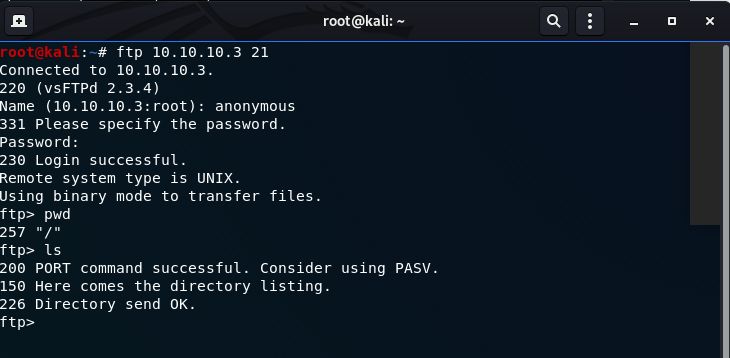 root@kali: ~
root@kali:~# ftp 10.10.10.3 21
Connected to 10.10.10.3.
220 (vsFTPd 2.3.4)
Name (10.10.10.3:root): anonymous
331 Please specify the password.
Password:
230 Login successful.
Remote system type is UNIX.
Using binary mode to transfer files.
ftp> pwd
257 "/"
ftp> ls
200 PORT command successful. Consider using PASV.
150 Here comes the directory listing.
226 Directory send OK.
ftp>